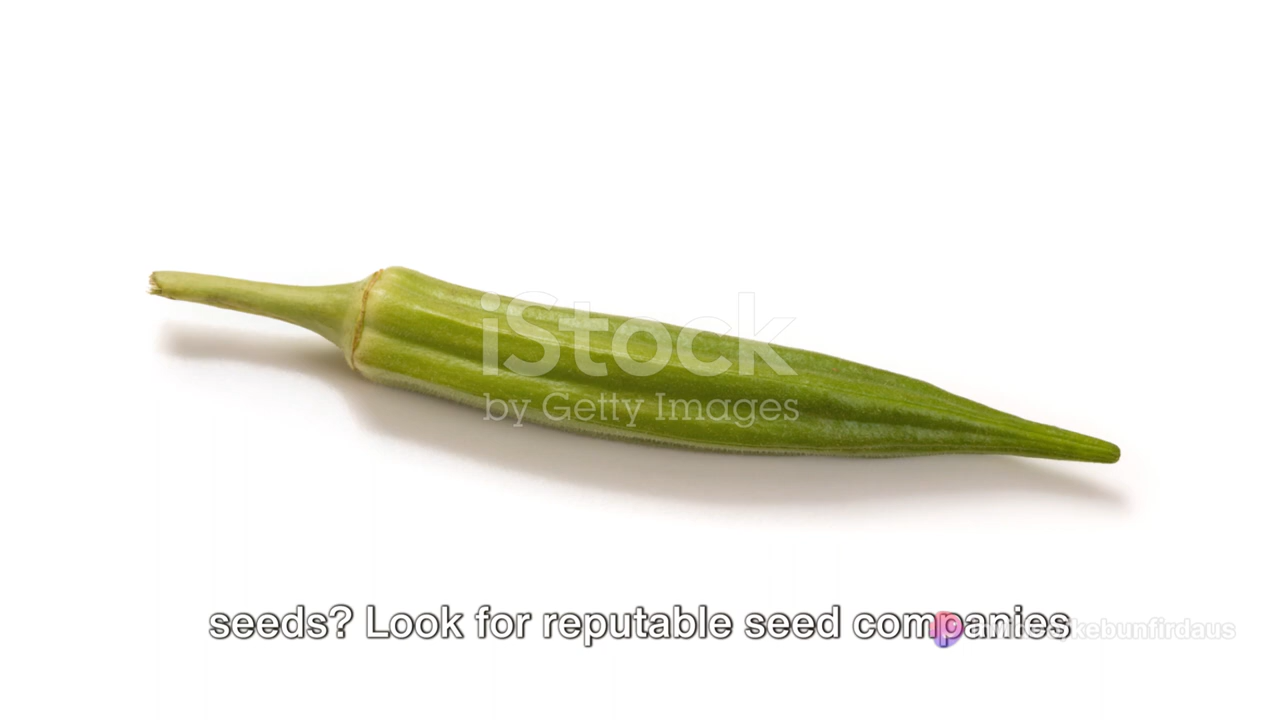 iStock
by Getty Images
seeds? Look for reputable seed companies